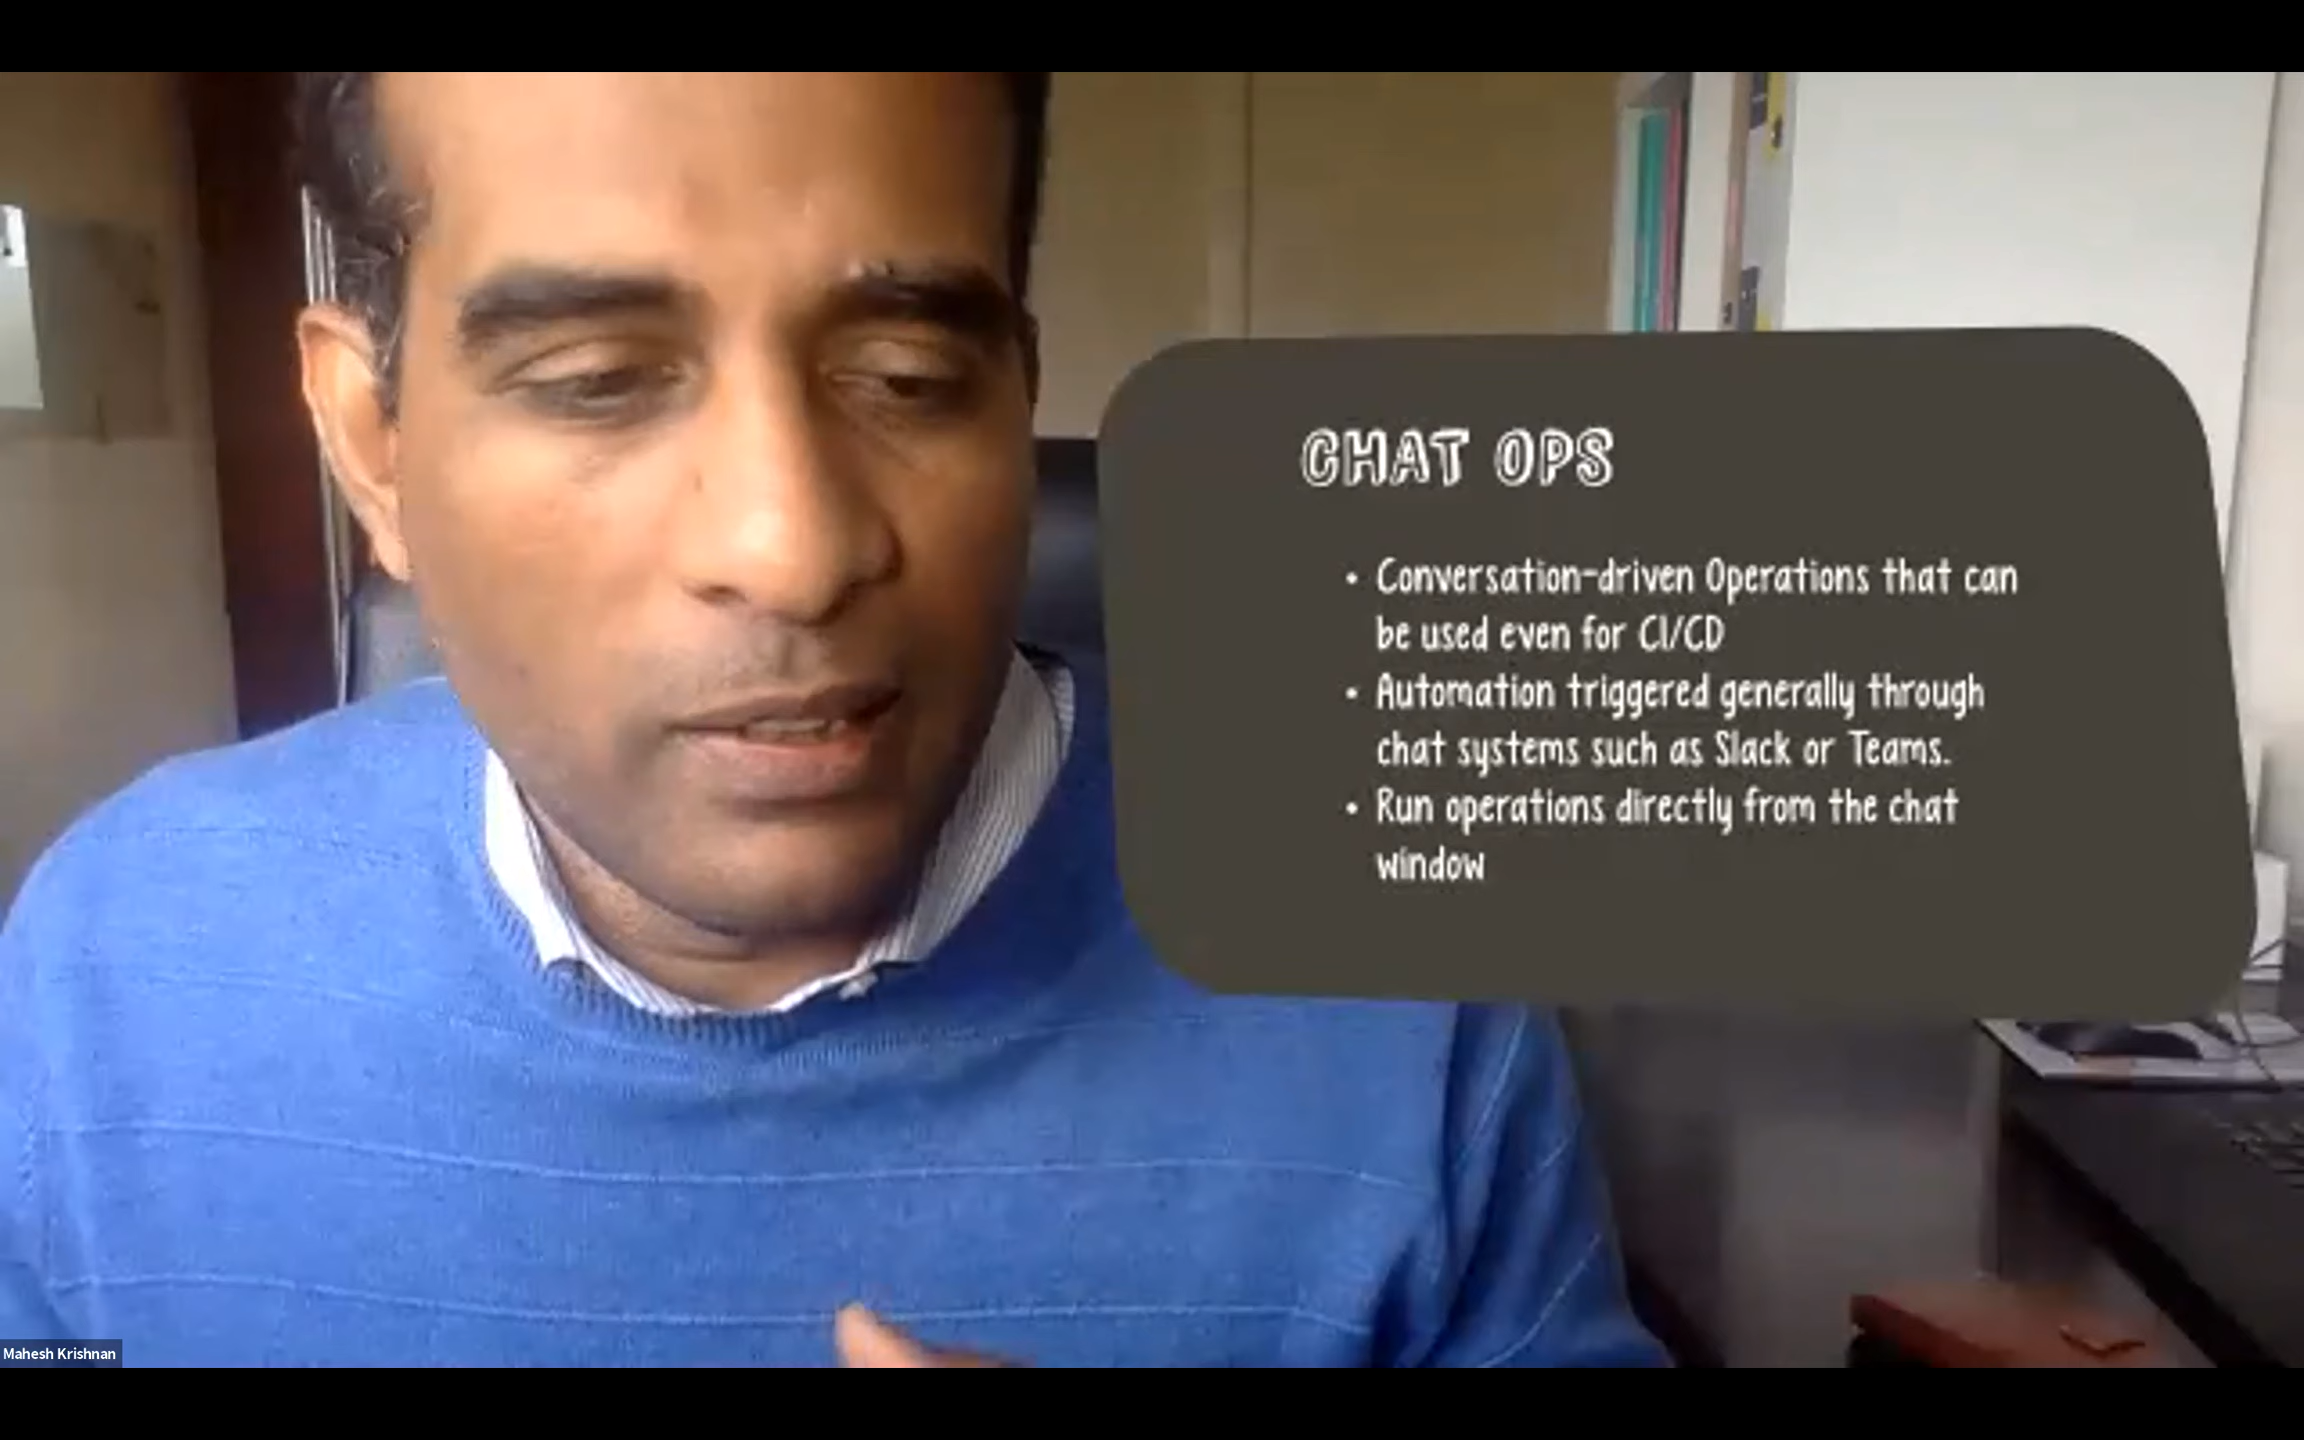 CHAT OPS
• Conversation-driven Operations that can
be used even for CI/CD
• Automation triggered generally through
chat systems such as Slack or Teams.
• Run operations directly from the chat
window
Mahesh Krishnan